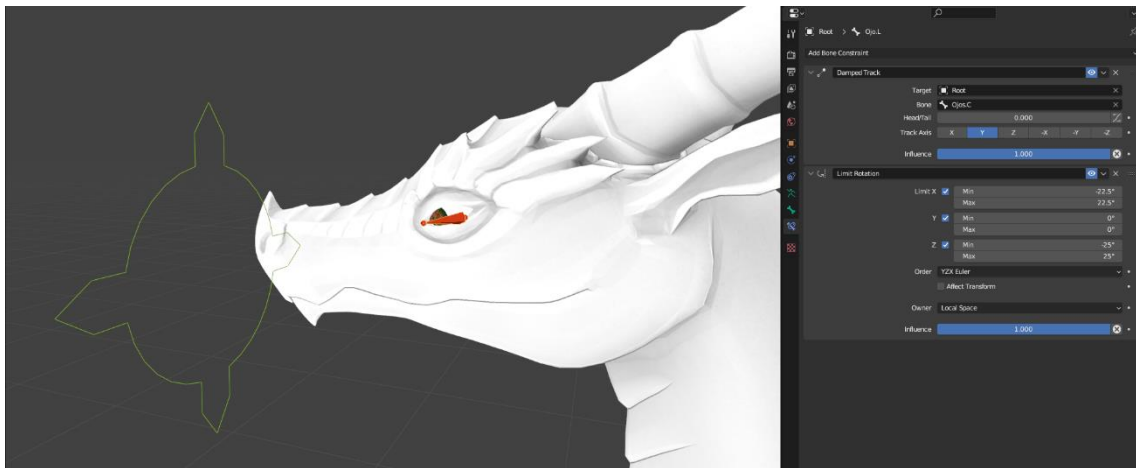 Root > Ojo.L
Add Bone Constraint
Damped Track
Target Root
Bone Ojos.C
Head/Tail 0.000
Track Axis X Y Z -X -Y -Z
Influence 1.000
Limit Rotation
Limit X Min -22.5°
Max 22.5°
Y Min 0°
Max 0°
Z Min -25°
Max 25°
Order YZX Euler
Affect Transform
Owner Local Space
Influence 1.000